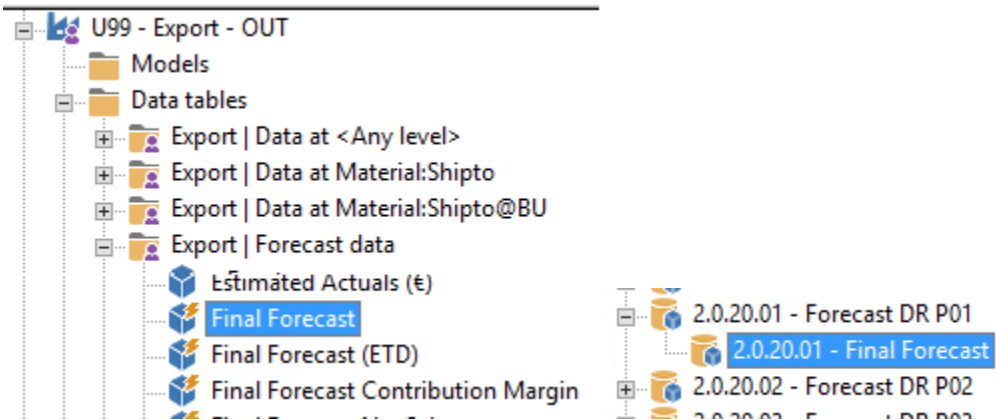 U99 - Export - OUT
Models
Data tables
Export | Data at <Any level>
Export | Data at Material:Shipto
Export | Data at Material:Shipto@BU
Export | Forecast data
Estimated Actuals (€)
Final Forecast
Final Forecast (ETD)
Final Forecast Contribution Margin
2.0.20.01 - Forecast DR P01
2.0.20.01 - Final Forecast
2.0.20.02 - Forecast DR P02